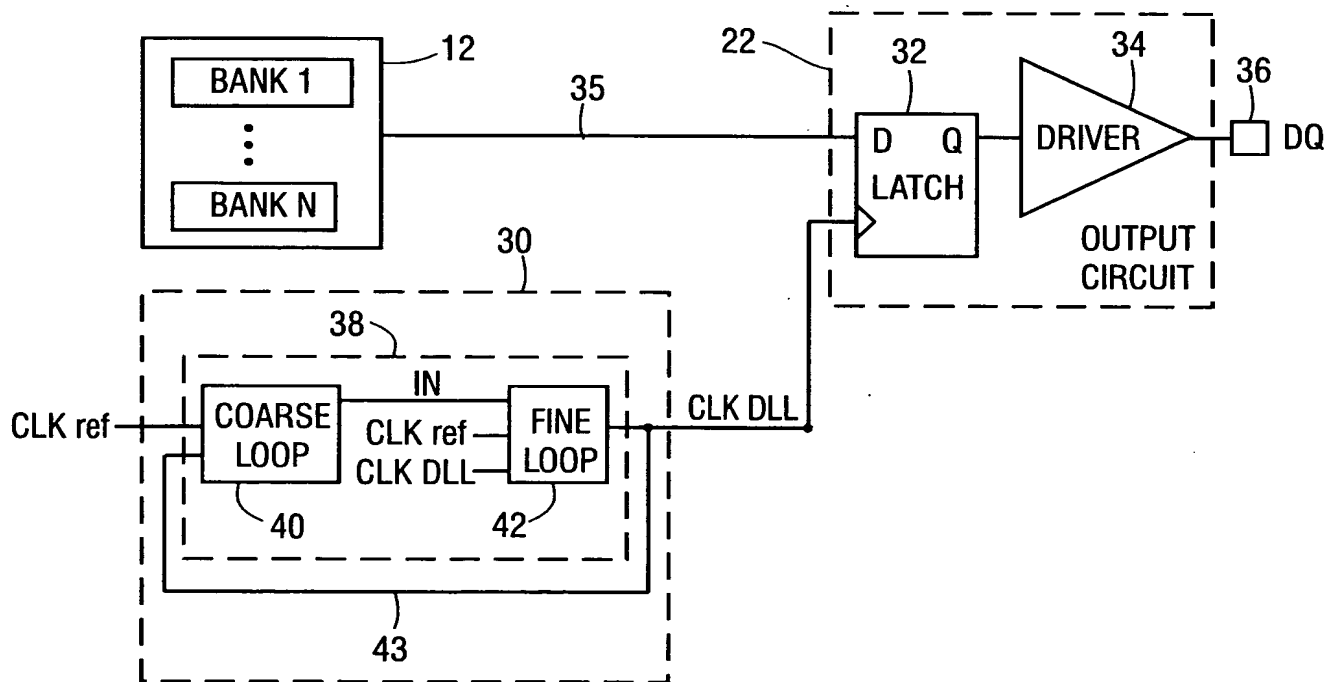 12
BANK 1
BANK N
35
22
32
34
36
D Q
LATCH
DRIVER
DQ
OUTPUT
CIRCUIT
30
38
IN
CLK ref
COARSE
LOOP
CLK ref
CLK DLL
FINE
LOOP
CLK DLL
40
42
43